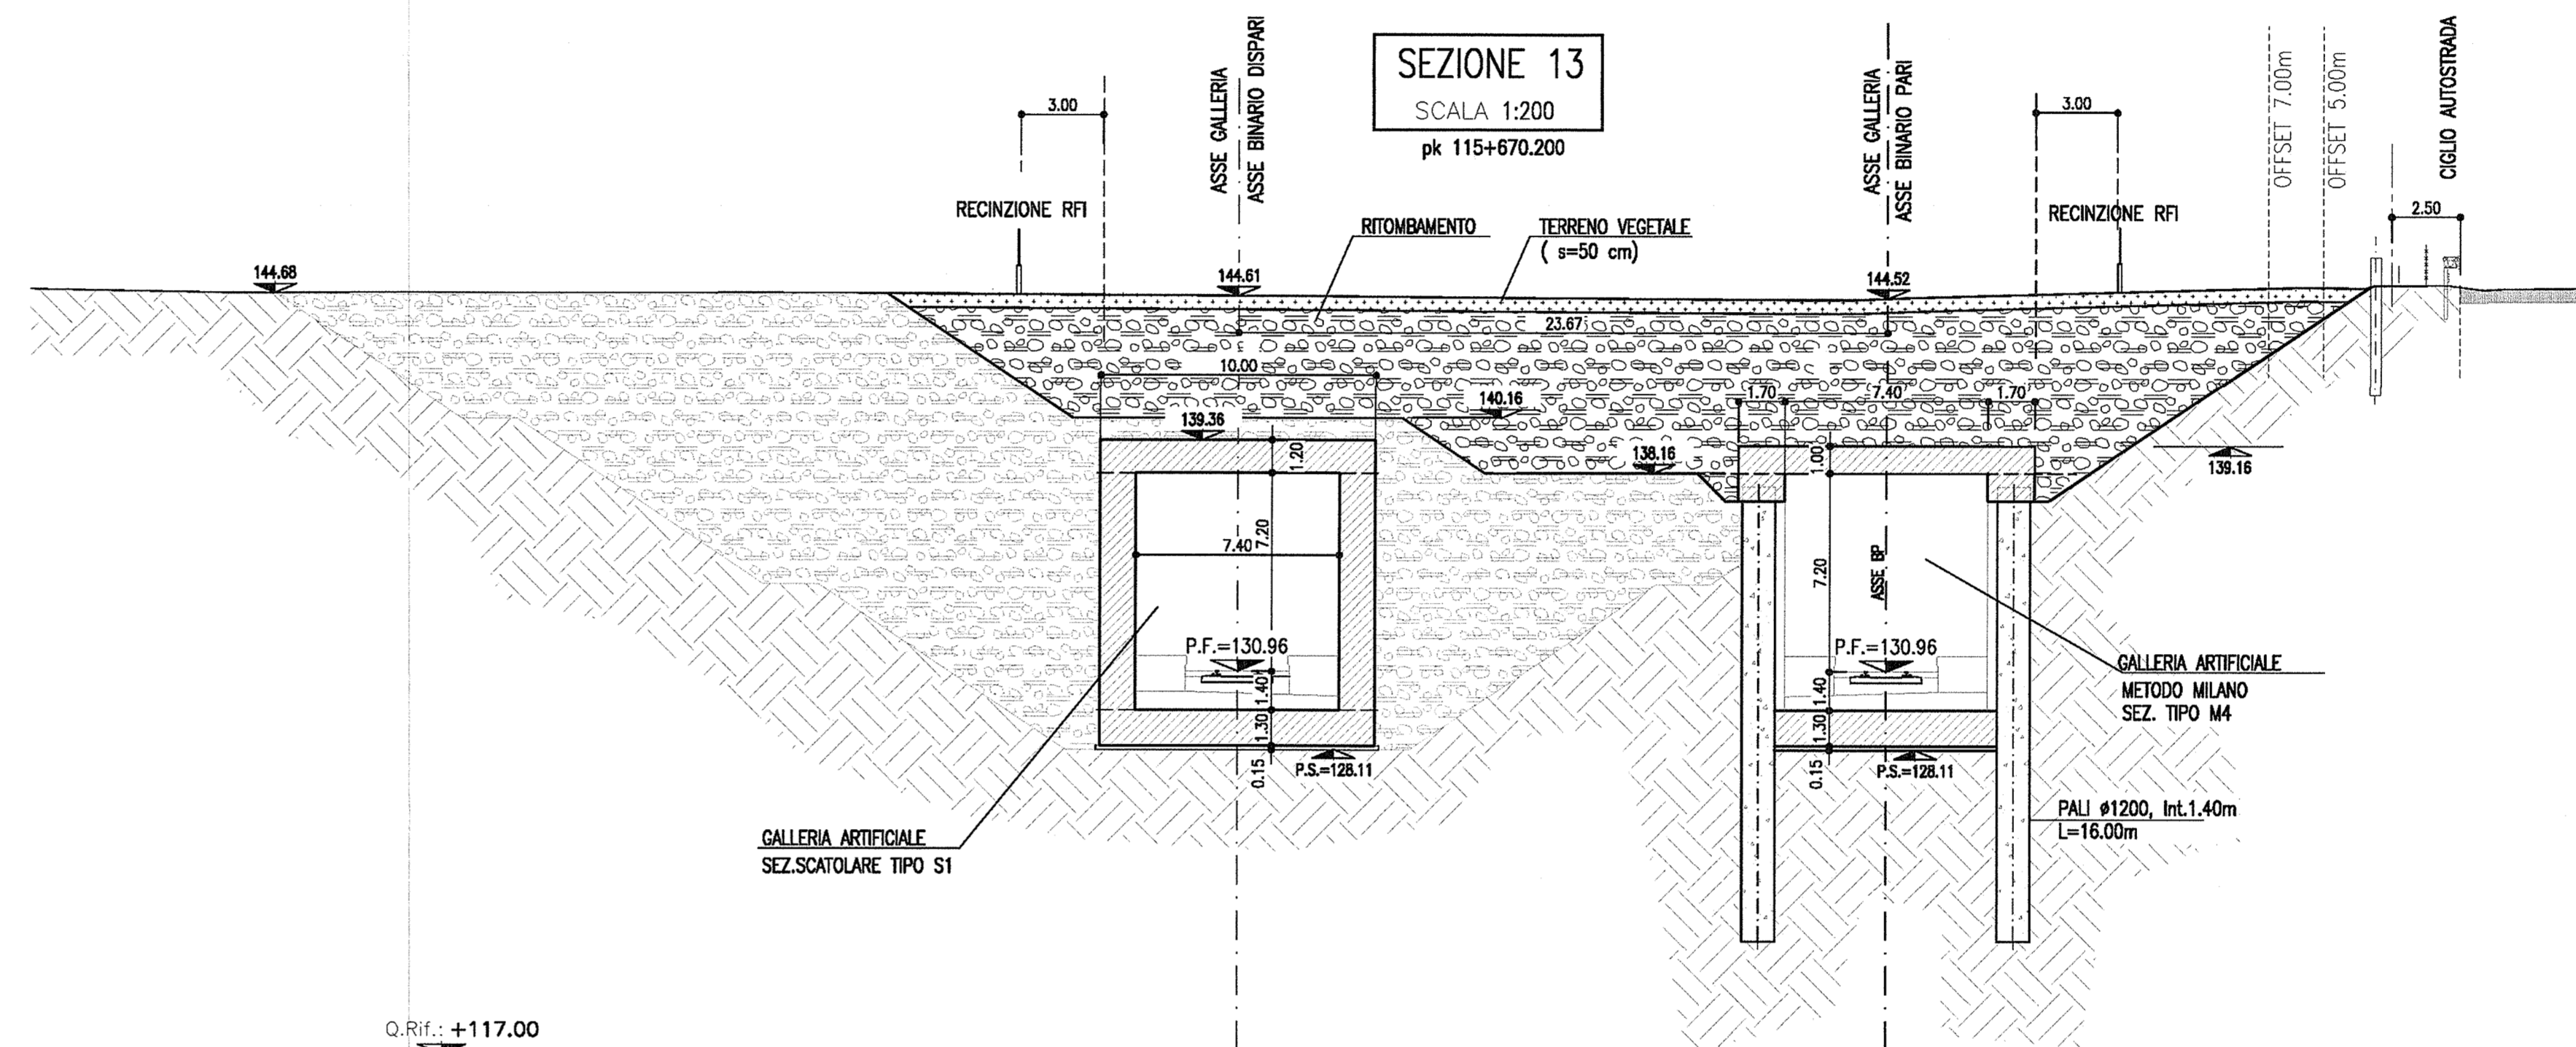 SEZIONE 13
SCALA 1:200
pk 115+670.200
ASSE GALLERIA
ASSE BINARIO DISPARI
ASSE GALLERIA
ASSE BINARIO PARI
OFFSET 7.00m
OFFSET 5.00m
CIGLIO AUTOSTRADA
3.00
3.00
2.50
RECINZIONE RFI
RECINZIONE RFI
RITOMBAMENTO
TERRENO VEGETALE
( s=50 cm)
144.68
144.61
144.52
23.67
10.00
1.70
7.40
1.70
140.16
139.36
138.16
139.16
1.20
1.00
7.20
7.40
7.20
ASSE BP
P.F.=130.96
P.F.=130.96
1.40
1.40
1.30
1.30
0.15
0.15
P.S.=128.11
P.S.=128.11
GALLERIA ARTIFICIALE
METODO MILANO
SEZ. TIPO M4
PALI ø1200, Int.1.40m
L=16.00m
GALLERIA ARTIFICIALE
SEZ.SCATOLARE TIPO S1
Q.Rif.: +117.00